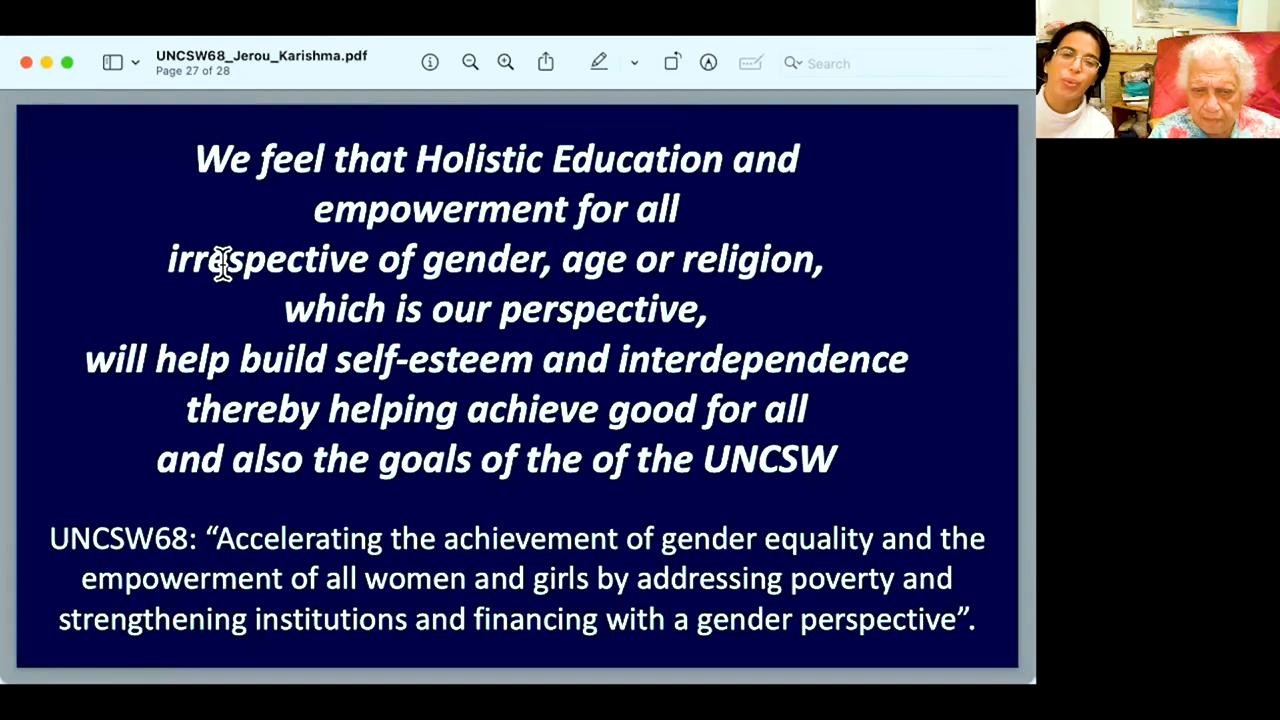 UNCSW68_Jerou_Karishma.pdf
Page 27 of 28
Search
We feel that Holistic Education and
empowerment for all
irrespective of gender, age or religion,
which is our perspective,
will help build self-esteem and interdependence
thereby helping achieve good for all
and also the goals of the of the UNCSW
UNCSW68: “Accelerating the achievement of gender equality and the
empowerment of all women and girls by addressing poverty and
strengthening institutions and financing with a gender perspective”.